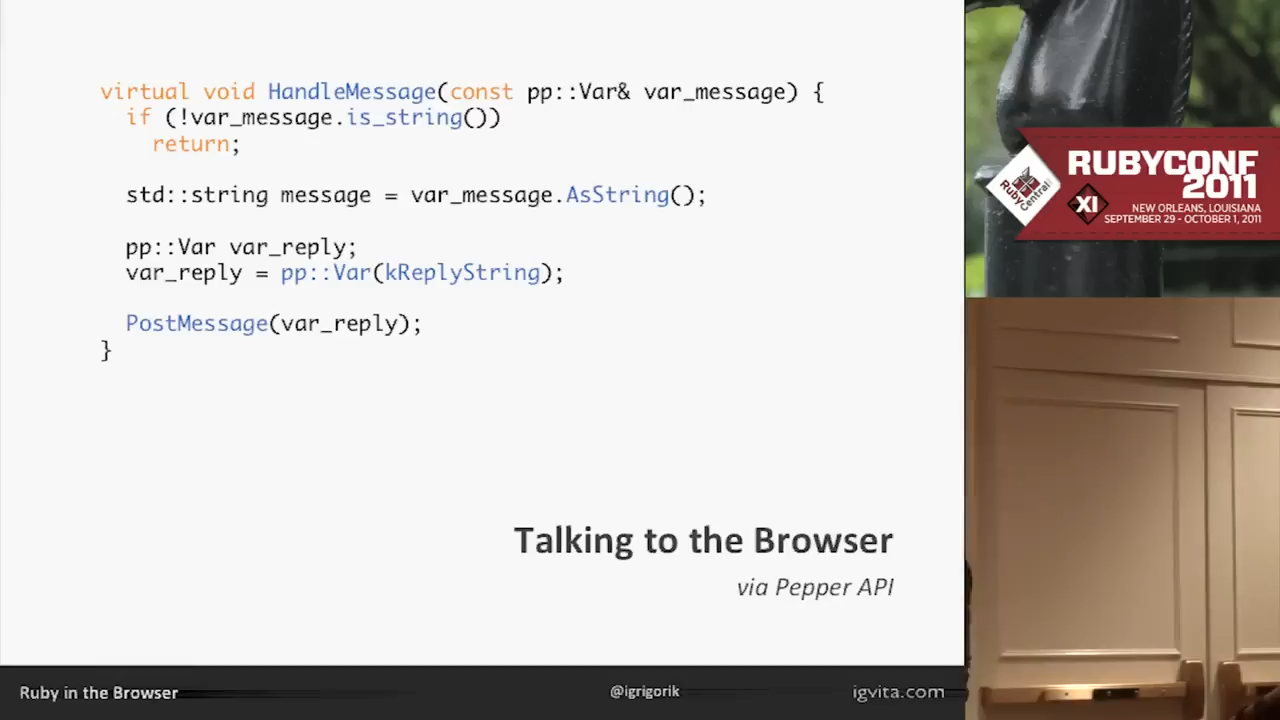 virtual void HandleMessage(const pp::Var& var_message) {
if (!var_message.is_string())
return;
std::string message = var_message.AsString();
pp::Var var_reply;
var_reply = pp::Var(kReplyString);
PostMessage(var_reply);
}
Talking to the Browser
via Pepper API
Ruby in the Browser
@igrigorik
igvita.com
RUBYCONF
2011
RubyCentral
XI
NEW ORLEANS, LOUISIANA
SEPTEMBER 29 - OCTOBER 1, 2011